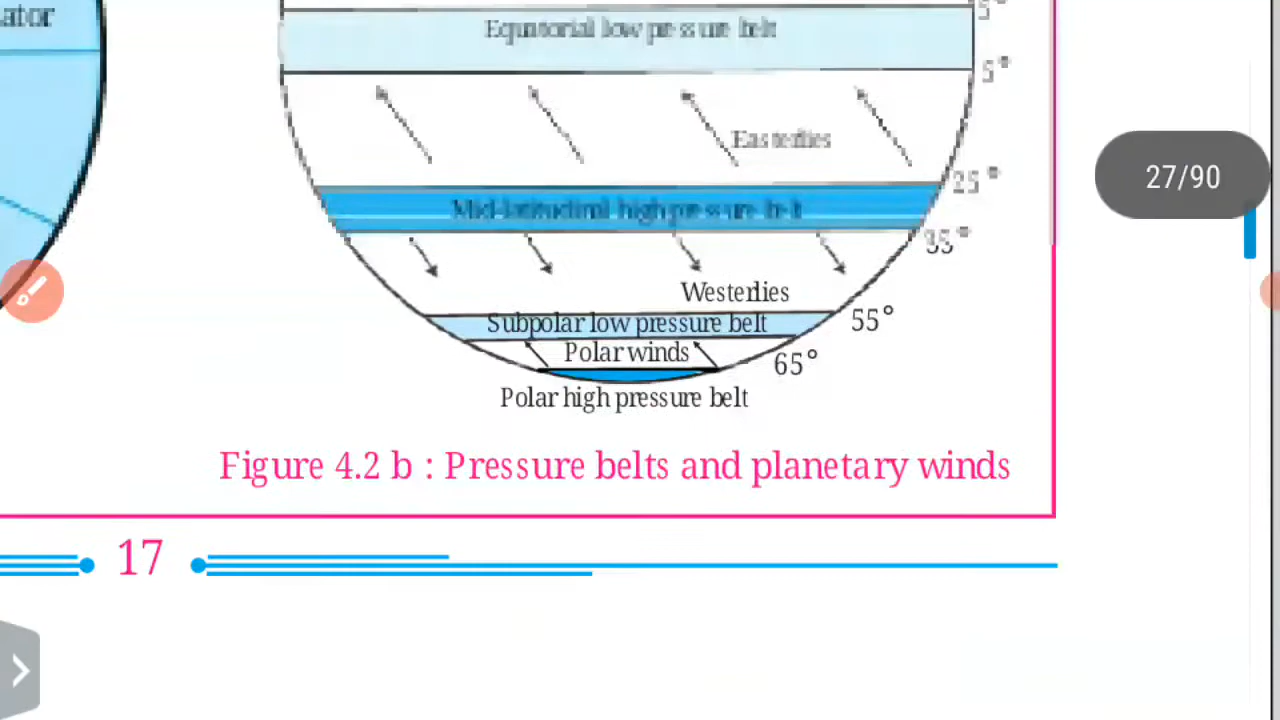 ator
5°
Equatorial low pressure belt
5°
Easterlies
27/90
25°
Mid-latitudinal high pressure belt
35°
Westerlies
55°
Subpolar low pressure belt
Polar winds
65°
Polar high pressure belt
Figure 4.2 b : Pressure belts and planetary winds
17